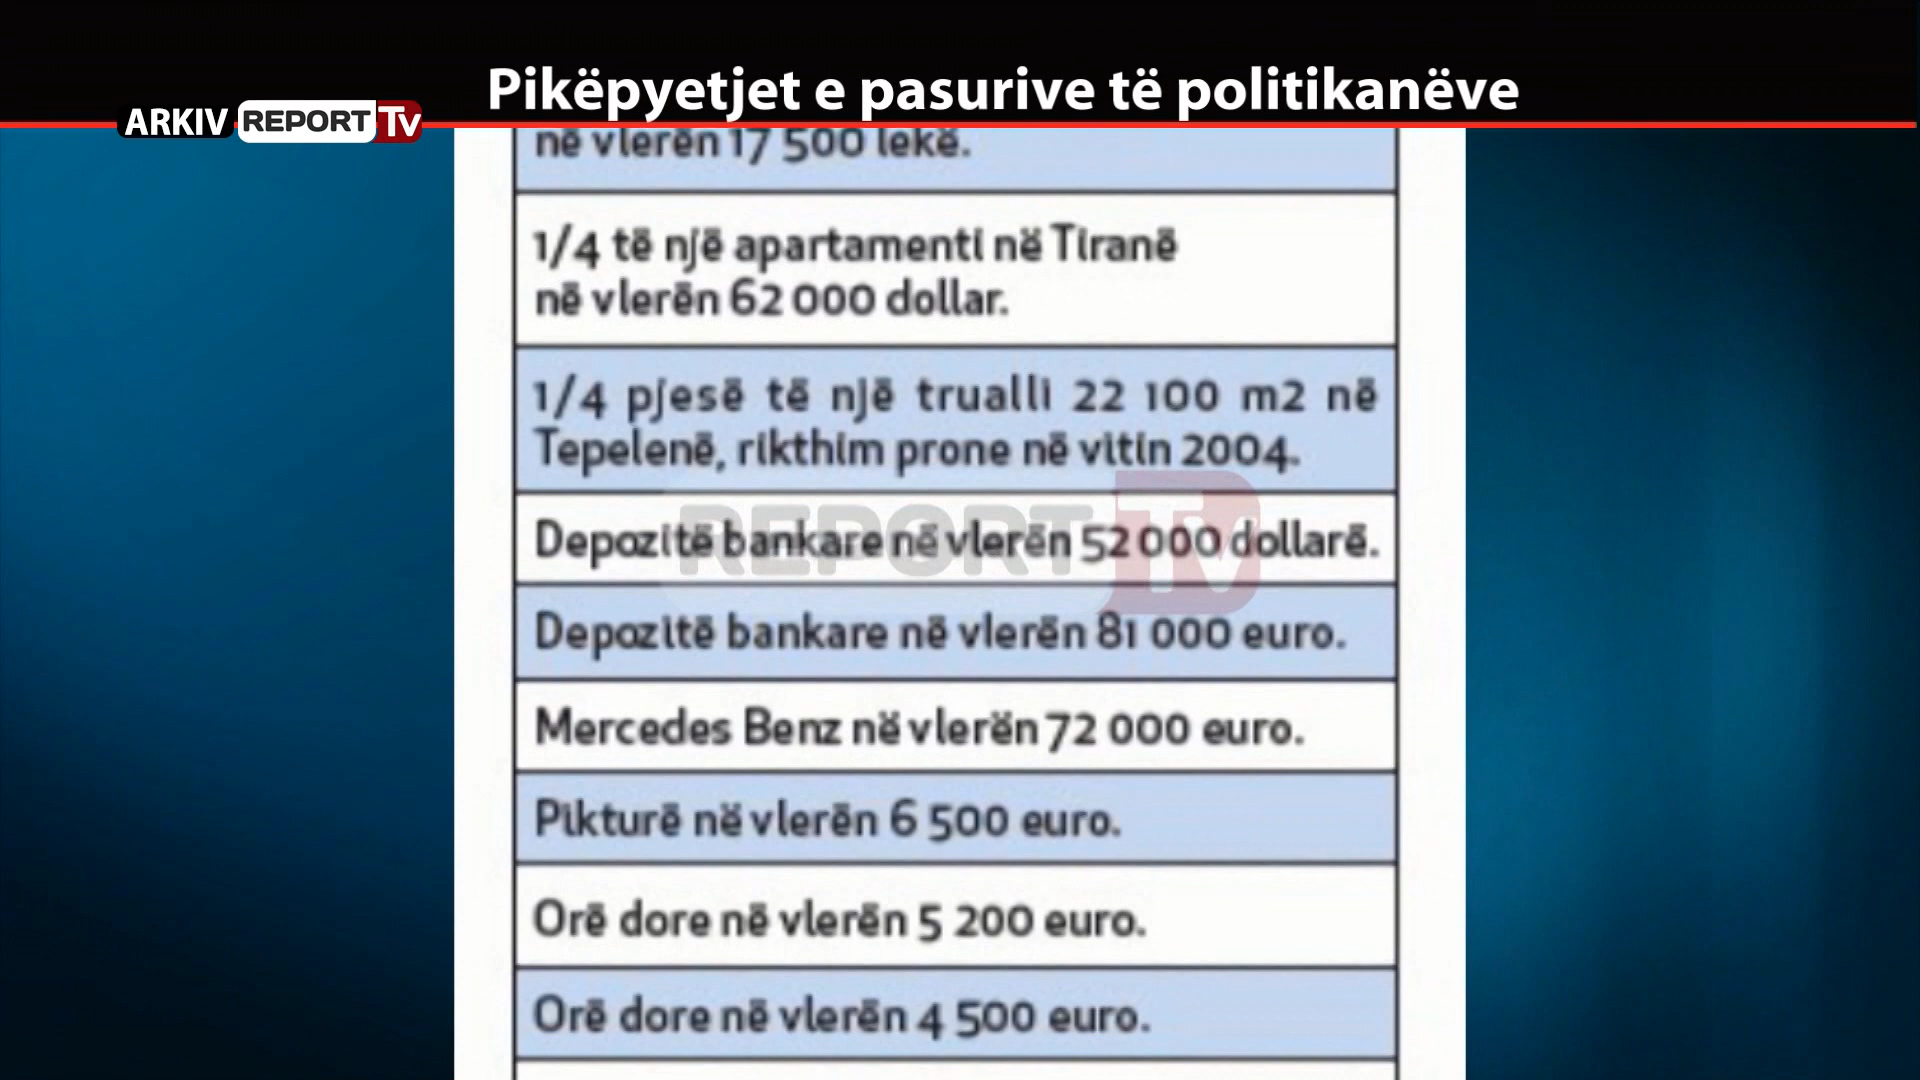 Pikëpyetjet e pasurive të politikanëve
ARKIV REPORT Tv
në vlerën 17 500 lekë.
1/4 të një apartamenti në Tiranë
në vlerën 62 000 dollar.
1/4 pjesë të një trualli 22 100 m2 në
Tepelenë, rikthim prone në vitin 2004.
REPORT TV
Depozitë bankare në vlerën 52 000 dollarë.
Depozitë bankare në vlerën 81 000 euro.
Mercedes Benz në vlerën 72 000 euro.
Pikturë në vlerën 6 500 euro.
Orë dore në vlerën 5 200 euro.
Orë dore në vlerën 4 500 euro.